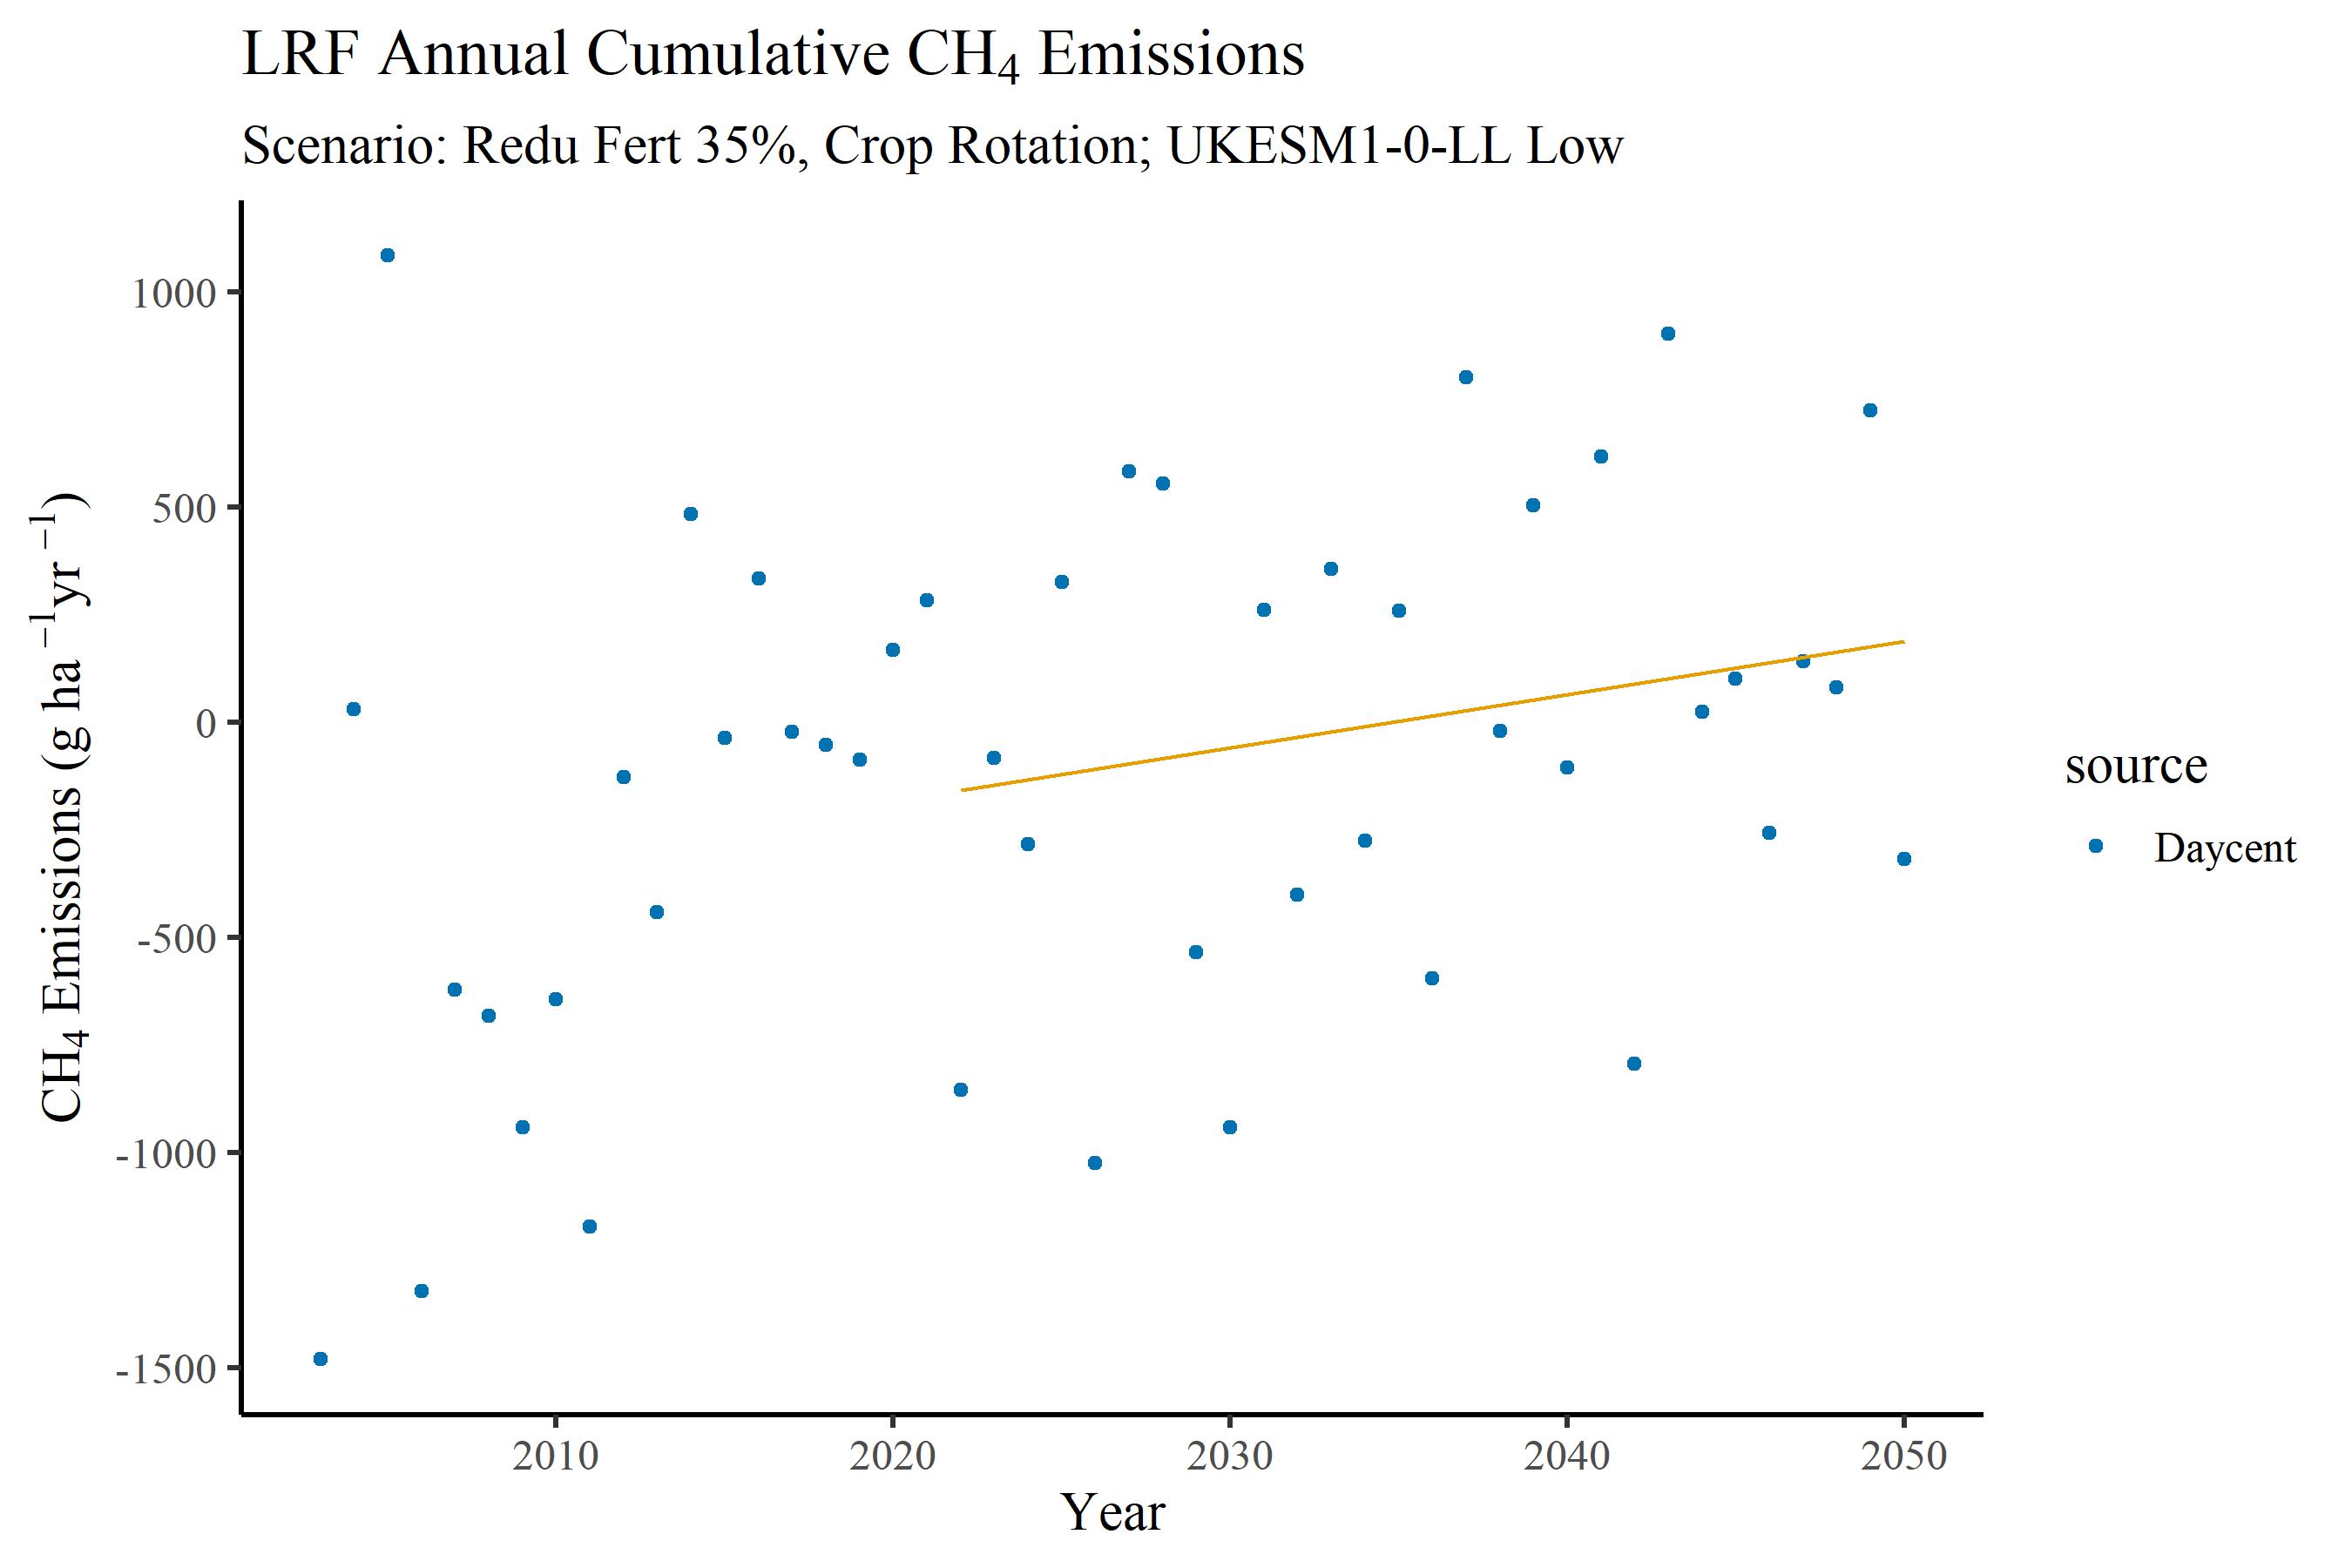 LRF Annual Cumulative CH₄ Emissions
Scenario: Redu Fert 35%, Crop Rotation; UKESM1-0-LL Low
CH₄ Emissions (g ha ⁻¹yr ⁻¹)
1000
500
0
-500
-1000
-1500
2010 2020 2030 2040 2050
Year
source
Daycent